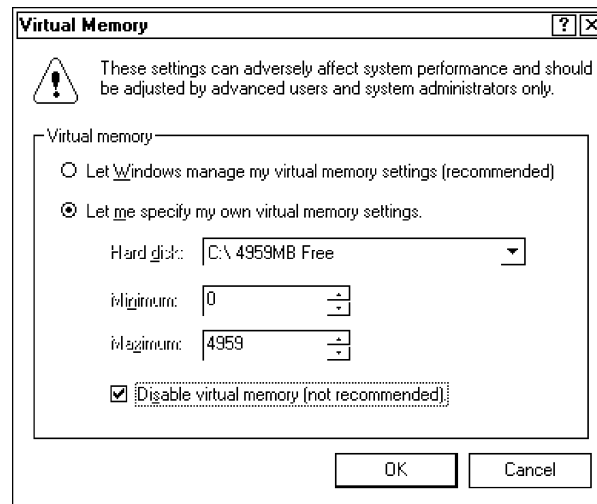 Virtual Memory
These settings can adversely affect system performance and should
be adjusted by advanced users and system administrators only.
Virtual memory
Let Windows manage my virtual memory settings (recommended)
Let me specify my own virtual memory settings.
Hard disk: C:\ 4959MB Free
Minimum: 0
Maximum: 4959
Disable virtual memory (not recommended).
OK Cancel